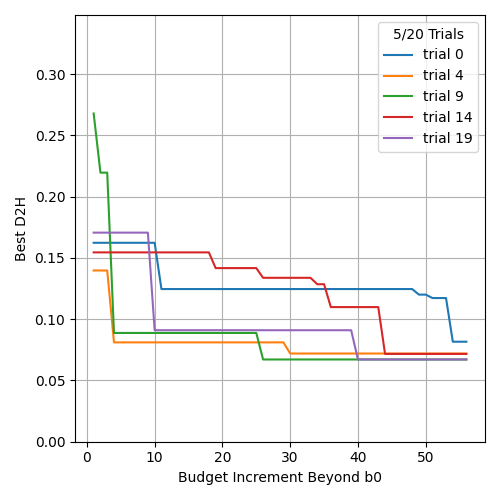 5/20 Trials
trial 0
trial 4
trial 9
trial 14
trial 19
Best D2H
0.30
0.25
0.20
0.15
0.10
0.05
0.00
0 10 20 30 40 50
Budget Increment Beyond b0